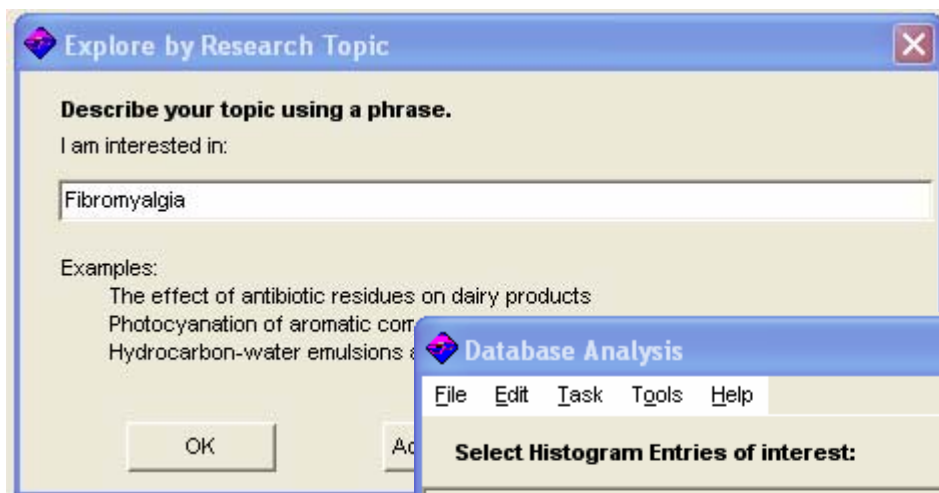 Explore by Research Topic
Describe your topic using a phrase.
I am interested in:
Fibromyalgia
Examples:
The effect of antibiotic residues on dairy products
Photocyanation of aromatic
Hydrocarbon-water emulsions
OK
Database Analysis
File Edit Task Tools Help
Select Histogram Entries of interest: